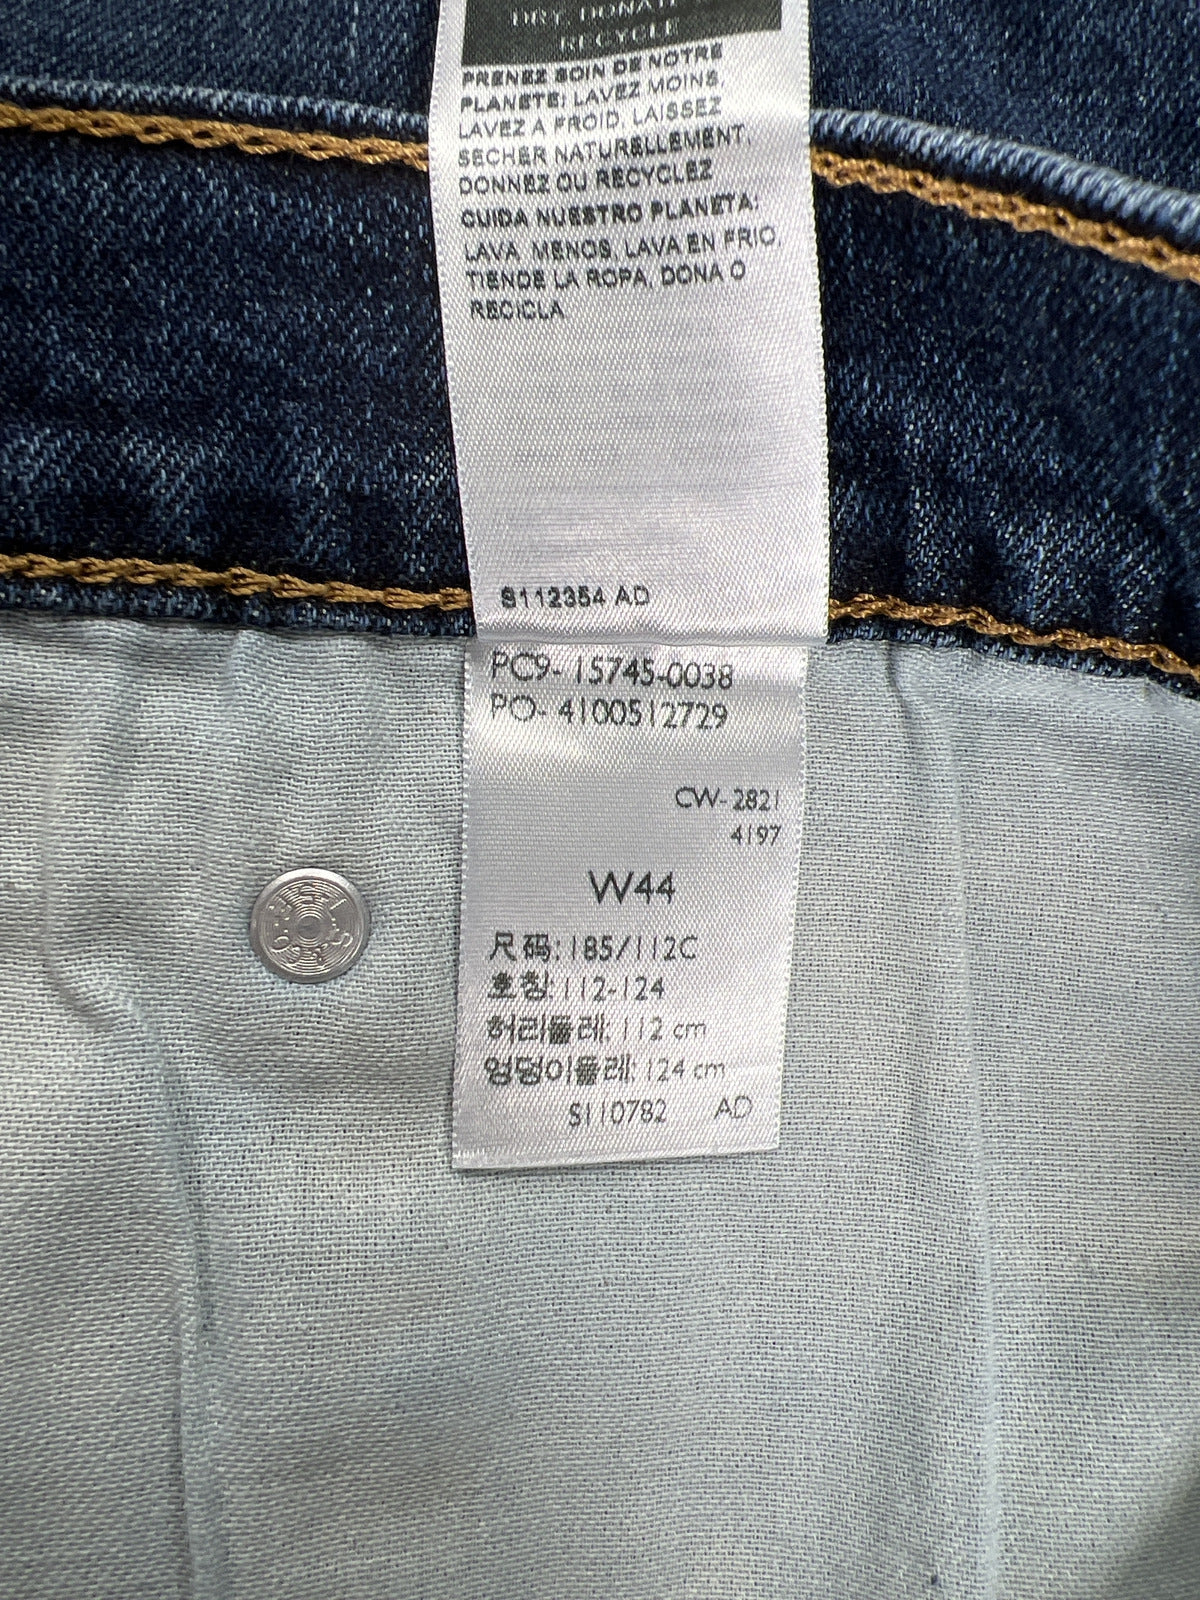 DRY, DONATE
RECYCLE
PRENEZ SOIN DE NOTRE
PLANETE: LAVEZ MOINS,
LAVEZ A FROID, LAISSEZ
SECHER NATURELLEMENT,
DONNEZ OU RECYCLEZ
CUIDA NUESTRO PLANETA:
LAVA MENOS, LAVA EN FRIO,
TIENDE LA ROPA, DONA O
RECICLA
S112354 AD
PC9- 15745-0038
PO- 4100512729
CW- 2821
4197
W44
尺码: 185/112C
호칭: 112-124
허리둘레: 112 cm
엉덩이둘레: 124 cm
S110782 AD